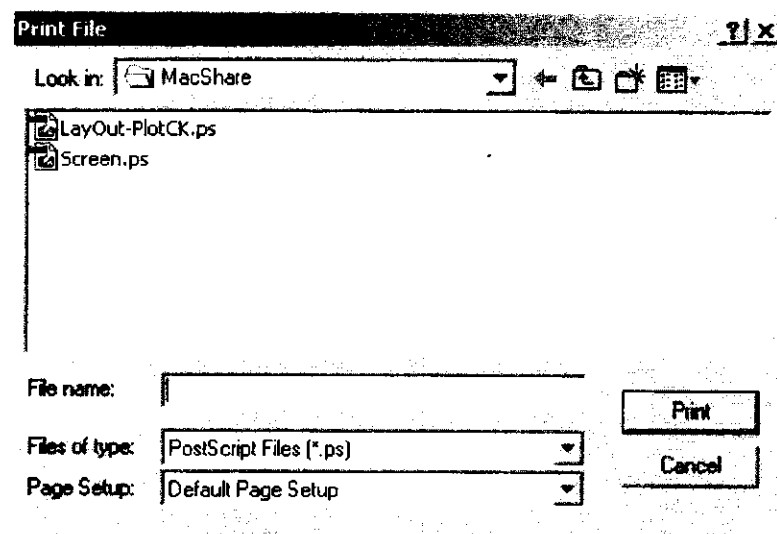 Print File
? ×
Look in: MacShare
LayOut-PlotCK.ps
Screen.ps
File name:
Print
Files of type: PostScript Files (*.ps)
Cancel
Page Setup: Default Page Setup